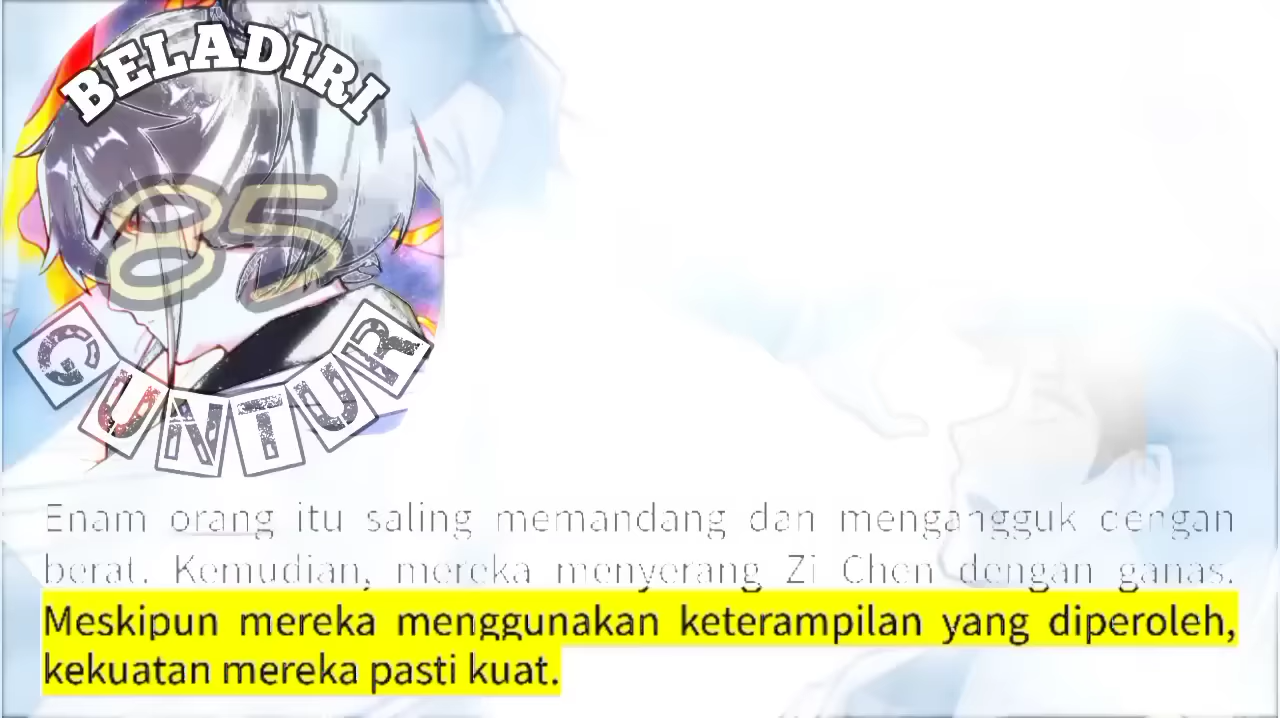 BELADIRI
85
GUNTUR
Enam orang itu saling memandang dan mengangguk dengan
berat. Kemudian, mereka menyerang Zi Chen dengan ganas.
Meskipun mereka menggunakan keterampilan yang diperoleh,
kekuatan mereka pasti kuat.